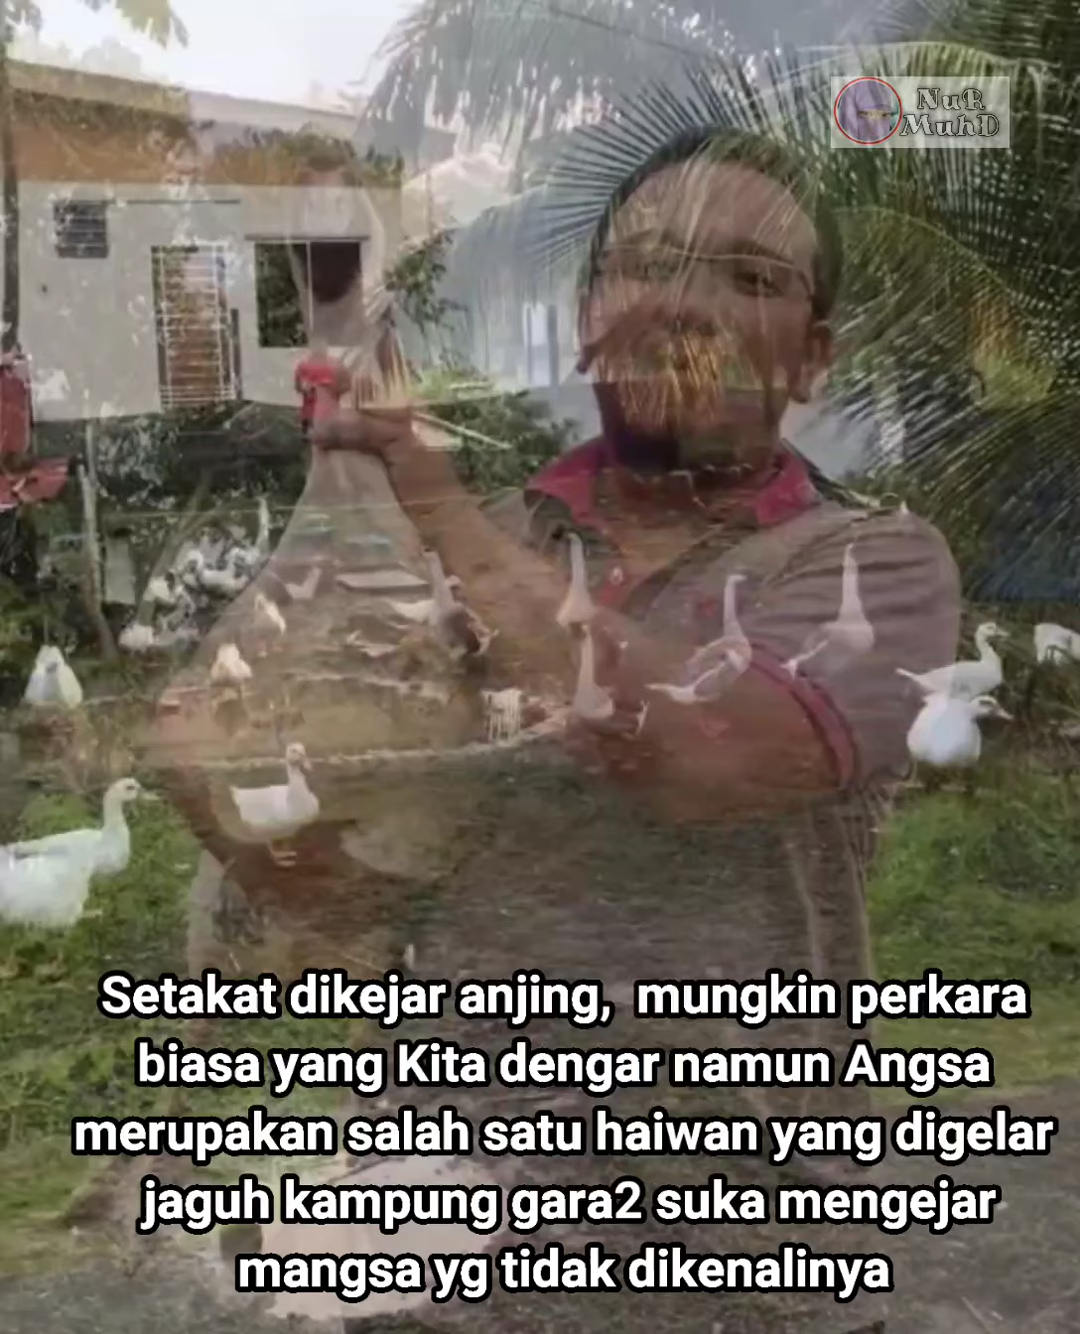 NuR
MuhD
Setakat dikejar anjing, mungkin perkara
biasa yang Kita dengar namun Angsa
merupakan salah satu haiwan yang digelar
jaguh kampung gara2 suka mengejar
mangsa yg tidak dikenalinya